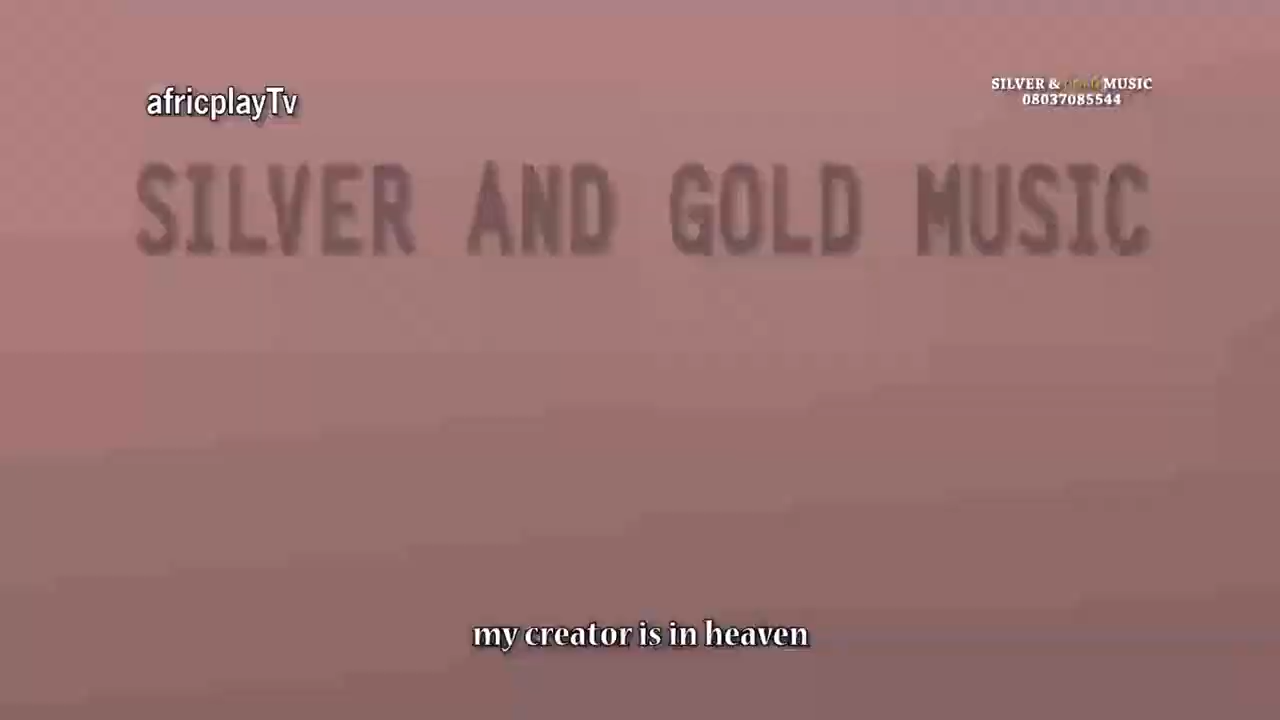 africplayTv
SILVER & MUSIC
08037085544
SILVER AND GOLD MUSIC
my creator is in heaven